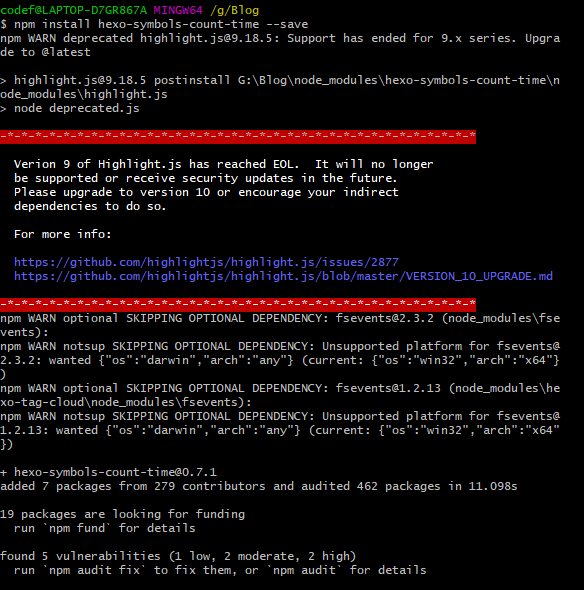 codef@LAPTOP-D7GR867A MINGW64 /g/Blog
$ npm install hexo-symbols-count-time --save
npm WARN deprecated highlight.js@9.18.5: Support has ended for 9.x series. Upgra
de to @latest
> highlight.js@9.18.5 postinstall G:\Blog\node_modules\hexo-symbols-count-time\n
ode_modules\highlight.js
> node deprecated.js
-*-*-*-*-*-*-*-*-*-*-*-*-*-*-*-*-*-*-*-*-*-*-*-*-*-*-*-*-*-*-*-*-*-*
  Verion 9 of Highlight.js has reached EOL.  It will no longer
  be supported or receive security updates in the future.
  Please upgrade to version 10 or encourage your indirect
  dependencies to do so.
  For more info:
  https://github.com/highlightjs/highlight.js/issues/2877
  https://github.com/highlightjs/highlight.js/blob/master/VERSION_10_UPGRADE.md
-*-*-*-*-*-*-*-*-*-*-*-*-*-*-*-*-*-*-*-*-*-*-*-*-*-*-*-*-*-*-*-*-*-*
npm WARN optional SKIPPING OPTIONAL DEPENDENCY: fsevents@2.3.2 (node_modules\fse
vents):
npm WARN notsup SKIPPING OPTIONAL DEPENDENCY: Unsupported platform for fsevents@
2.3.2: wanted {"os":"darwin","arch":"any"} (current: {"os":"win32","arch":"x64"}
)
npm WARN optional SKIPPING OPTIONAL DEPENDENCY: fsevents@1.2.13 (node_modules\he
xo-tag-cloud\node_modules\fsevents):
npm WARN notsup SKIPPING OPTIONAL DEPENDENCY: Unsupported platform for fsevents@
1.2.13: wanted {"os":"darwin","arch":"any"} (current: {"os":"win32","arch":"x64"
})
+ hexo-symbols-count-time@0.7.1
added 7 packages from 279 contributors and audited 462 packages in 11.098s
19 packages are looking for funding
  run `npm fund` for details
found 5 vulnerabilities (1 low, 2 moderate, 2 high)
  run `npm audit fix` to fix them, or `npm audit` for details